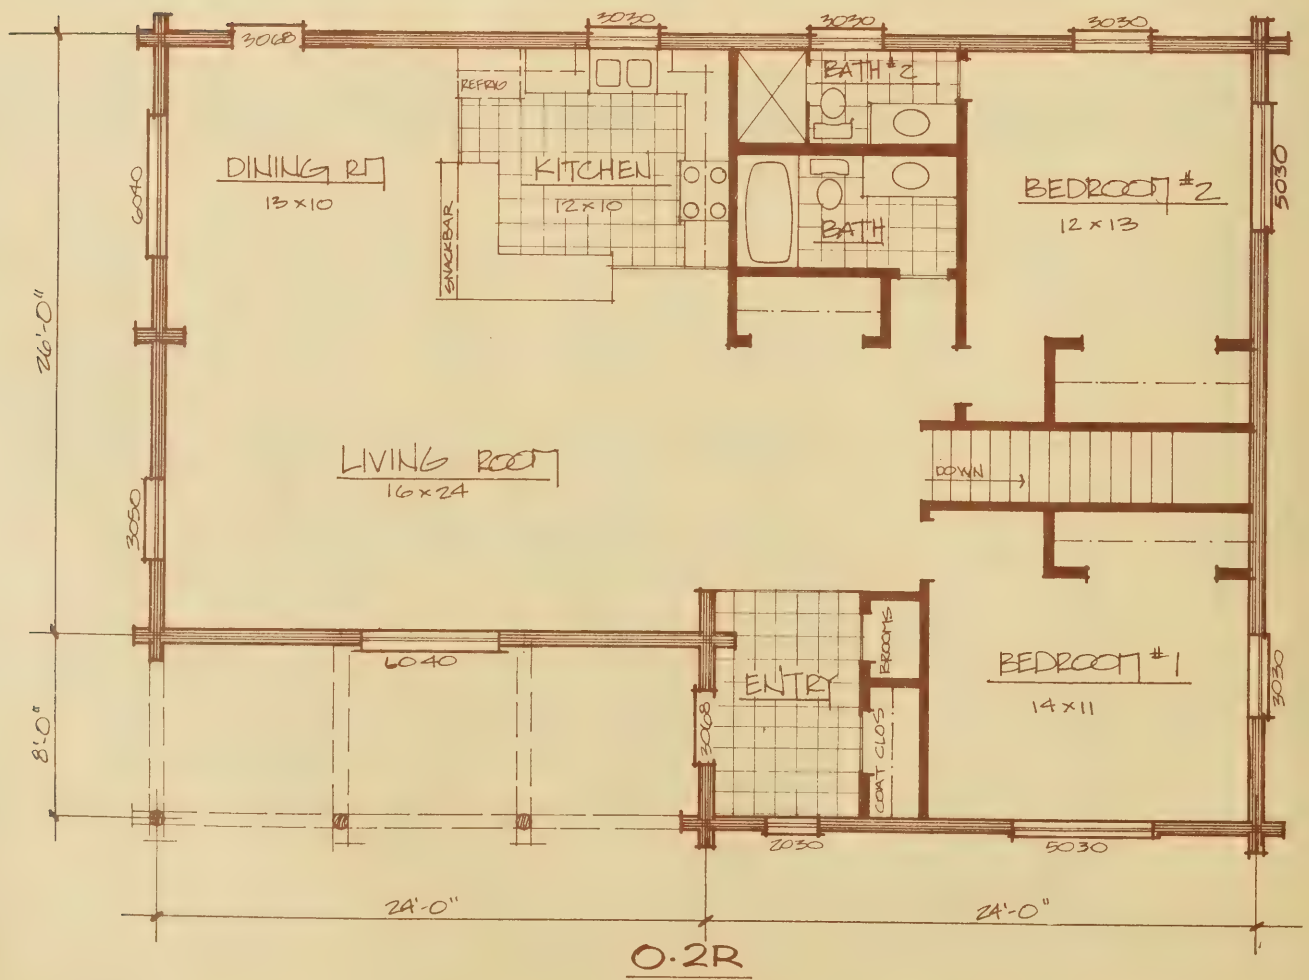 3068
3030
3030
3030
REFRIG
BATH #2
DINING RM
13 x 10
KITCHEN
12 x 10
BEDROOM #2
12 x 13
6040
5030
SNACKBAR
BATH
26'-0"
LIVING ROOM
16 x 24
DOWN
3050
BROOMS
6040
ENTRY
BEDROOM #1
14 x 11
3030
3068
COAT CLOS
8'-0"
2030
5030
24'-0"
24'-0"
O·2R